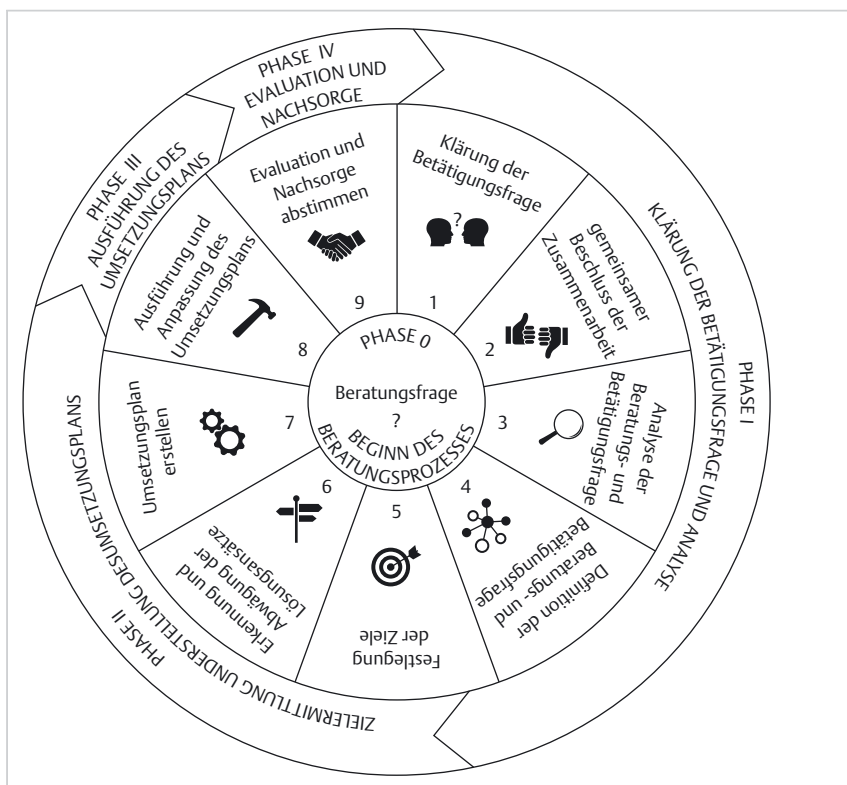 PHASE 0
Beratungsfrage
?
BEGINN DES
BERATUNGSPROZESSES
PHASE I
KLÄRUNG DER BETÄTIGUNGSFRAGE UND ANALYSE
Klärung der
Betätigungsfrage
?
1
gemeinsamer
Beschluss der
Zusammenarbeit
2
Analyse der
Beratungs- und
Betätigungsfrage
3
Definition der
Beratungs- und
Betätigungsfrage
4
PHASE II
ZIELERMITTLUNG UNDERSTELLUNG DESUMSETZUNGSPLANS
Festlegung
der Ziele
5
Erkennung und
Abwägung der
Lösungsansätze
6
Umsetzungsplan
erstellen
7
PHASE III
AUSFÜHRUNG DES
UMSETZUNGSPLANS
Ausführung und
Anpassung des
Umsetzungsplans
8
PHASE IV
EVALUATION UND
NACHSORGE
Evaluation und
Nachsorge
abstimmen
9